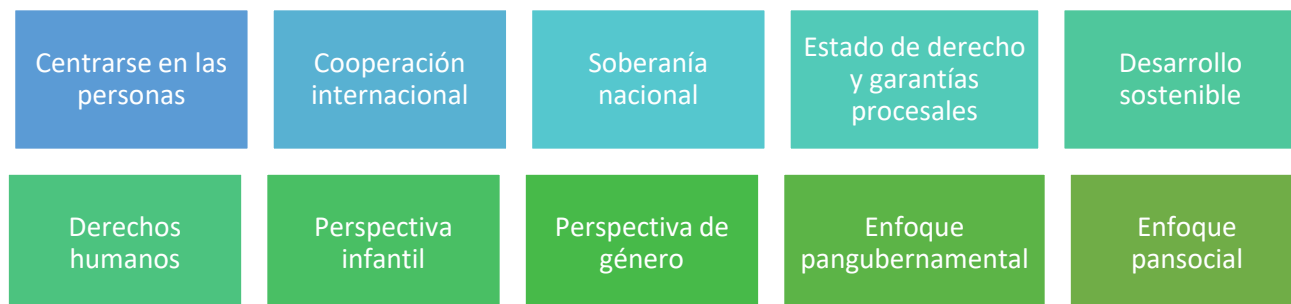 Centrarse en las
personas
Cooperación
internacional
Soberanía
nacional
Estado de derecho
y garantías
procesales
Desarrollo
sostenible
Derechos
humanos
Perspectiva
infantil
Perspectiva de
género
Enfoque
pangubernamental
Enfoque
pansocial